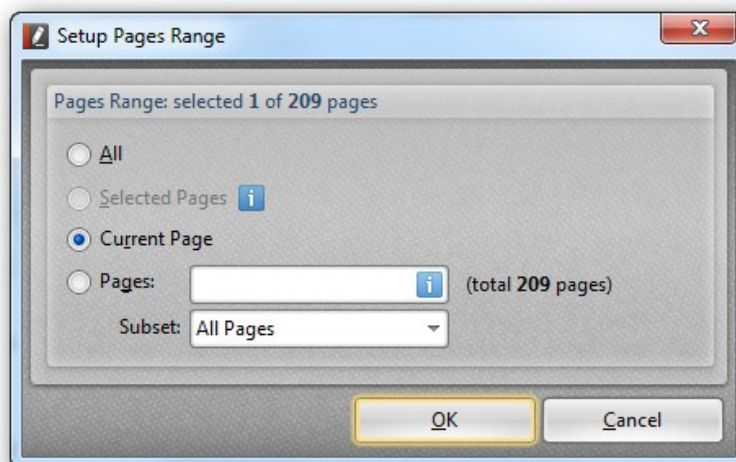 Setup Pages Range
Pages Range: selected 1 of 209 pages
All
Selected Pages i
Current Page
Pages: i (total 209 pages)
Subset: All Pages
OK Cancel